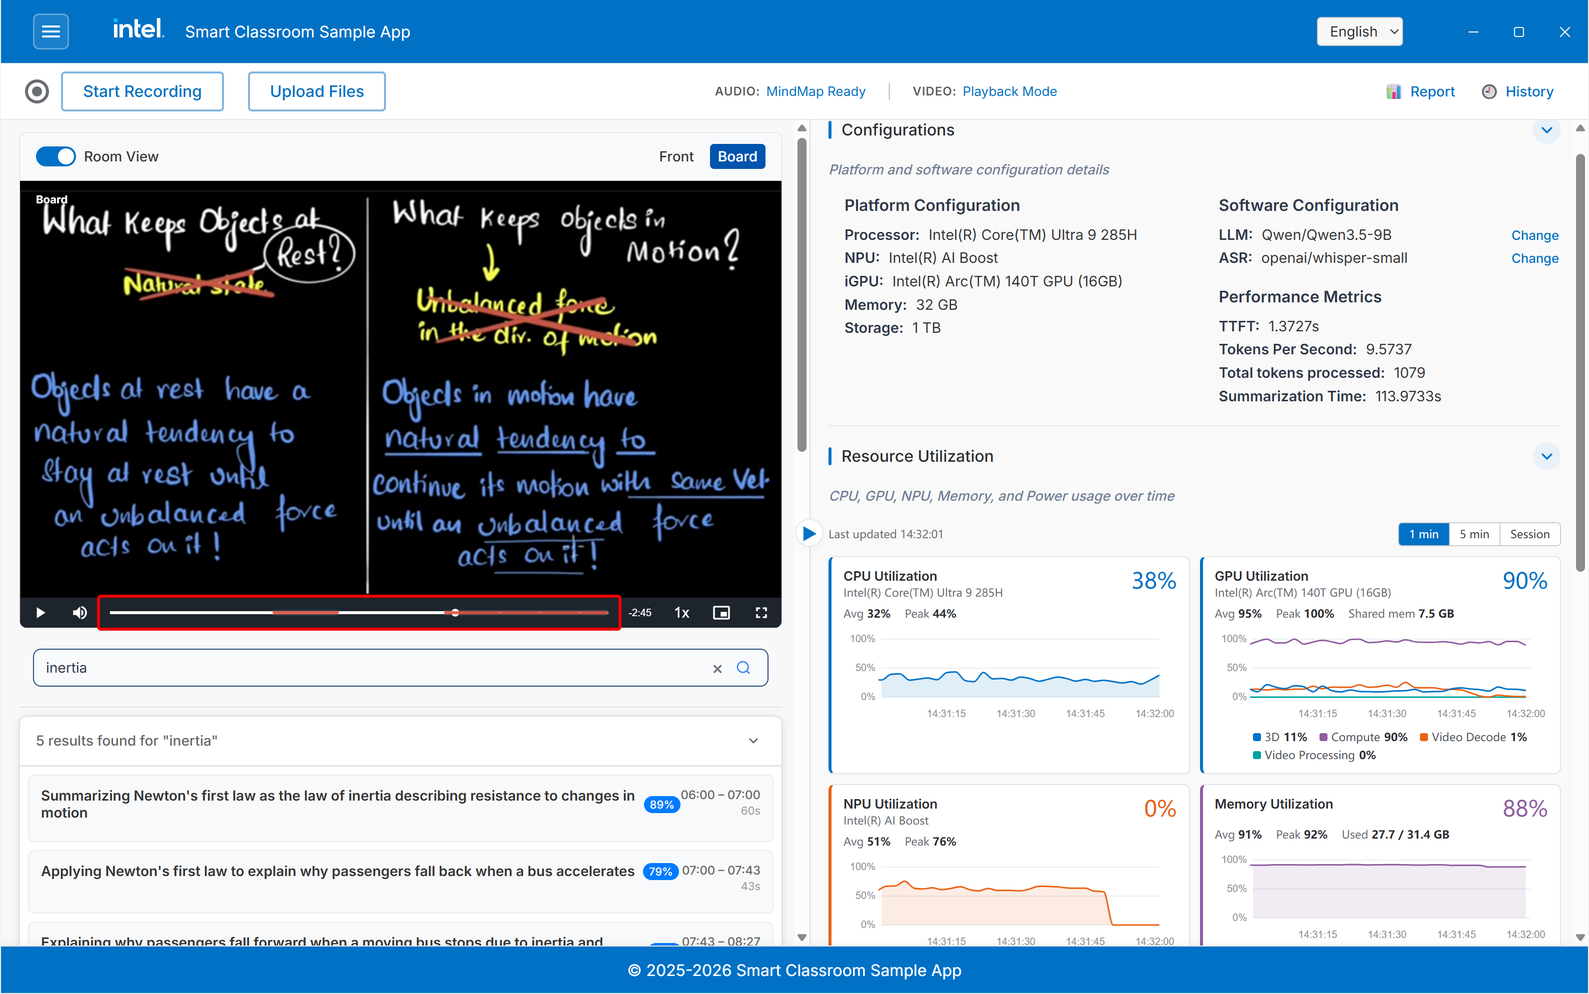 intel. Smart Classroom Sample App
English
Start Recording
Upload Files
AUDIO: MindMap Ready
VIDEO: Playback Mode
Report
History
Room View
Front
Board
Board
What Keeps Objects at
Rest?
Natural state
Objects at rest have a
natural tendency to
stay at rest until
an unbalanced force
acts on it!
What keeps objects in
Motion?
Unbalanced force
in the div. of motion
Objects in motion have
natural tendency to
continue its motion with same Vel
until an unbalanced force
acts on it!
-2:45
1x
inertia
5 results found for "inertia"
Summarizing Newton's first law as the law of inertia describing resistance to changes in
motion
89%
06:00 – 07:00
60s
Applying Newton's first law to explain why passengers fall back when a bus accelerates
79%
07:00 – 07:43
43s
Explaining why passengers fall forward when a moving bus stops due to inertia and
07:43 – 08:27
Configurations
Platform and software configuration details
Platform Configuration
Processor: Intel(R) Core(TM) Ultra 9 285H
NPU: Intel(R) AI Boost
iGPU: Intel(R) Arc(TM) 140T GPU (16GB)
Memory: 32 GB
Storage: 1 TB
Software Configuration
LLM: Qwen/Qwen3.5-9B
Change
ASR: openai/whisper-small
Change
Performance Metrics
TTFT: 1.3727s
Tokens Per Second: 9.5737
Total tokens processed: 1079
Summarization Time: 113.9733s
Resource Utilization
CPU, GPU, NPU, Memory, and Power usage over time
Last updated 14:32:01
1 min
5 min
Session
CPU Utilization
38%
Intel(R) Core(TM) Ultra 9 285H
Avg 32% Peak 44%
100%
50%
0%
14:31:15 14:31:30 14:31:45 14:32:00
GPU Utilization
90%
Intel(R) Arc(TM) 140T GPU (16GB)
Avg 95% Peak 100% Shared mem 7.5 GB
100%
50%
0%
14:31:15 14:31:30 14:31:45 14:32:00
3D 11% Compute 90% Video Decode 1%
Video Processing 0%
NPU Utilization
0%
Intel(R) AI Boost
Avg 51% Peak 76%
100%
50%
0%
14:31:15 14:31:30 14:31:45 14:32:00
Memory Utilization
88%
Avg 91% Peak 92% Used 27.7 / 31.4 GB
100%
50%
0%
14:31:15 14:31:30 14:31:45 14:32:00
© 2025-2026 Smart Classroom Sample App